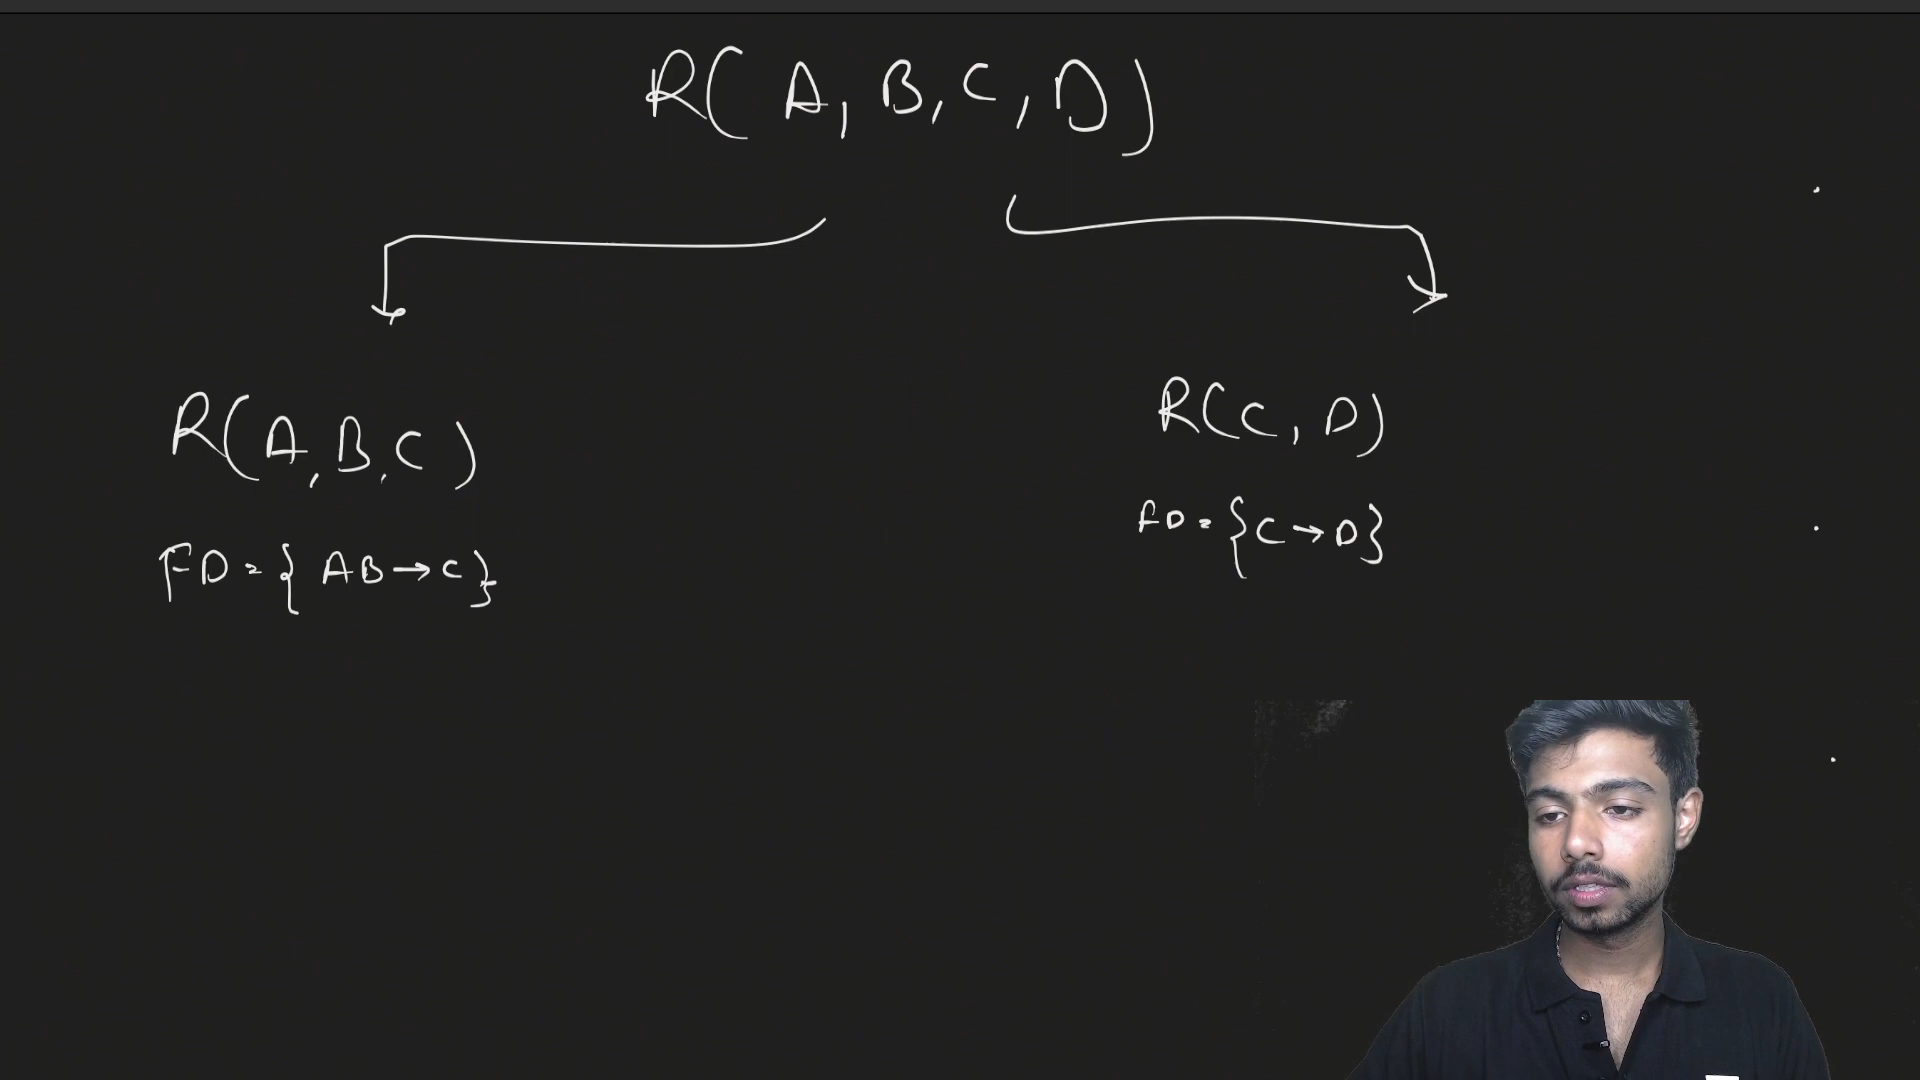 R(A, B, C, D)
R(A, B, C)
R(C, D)
FD = { AB → C }
FD = { C → D }